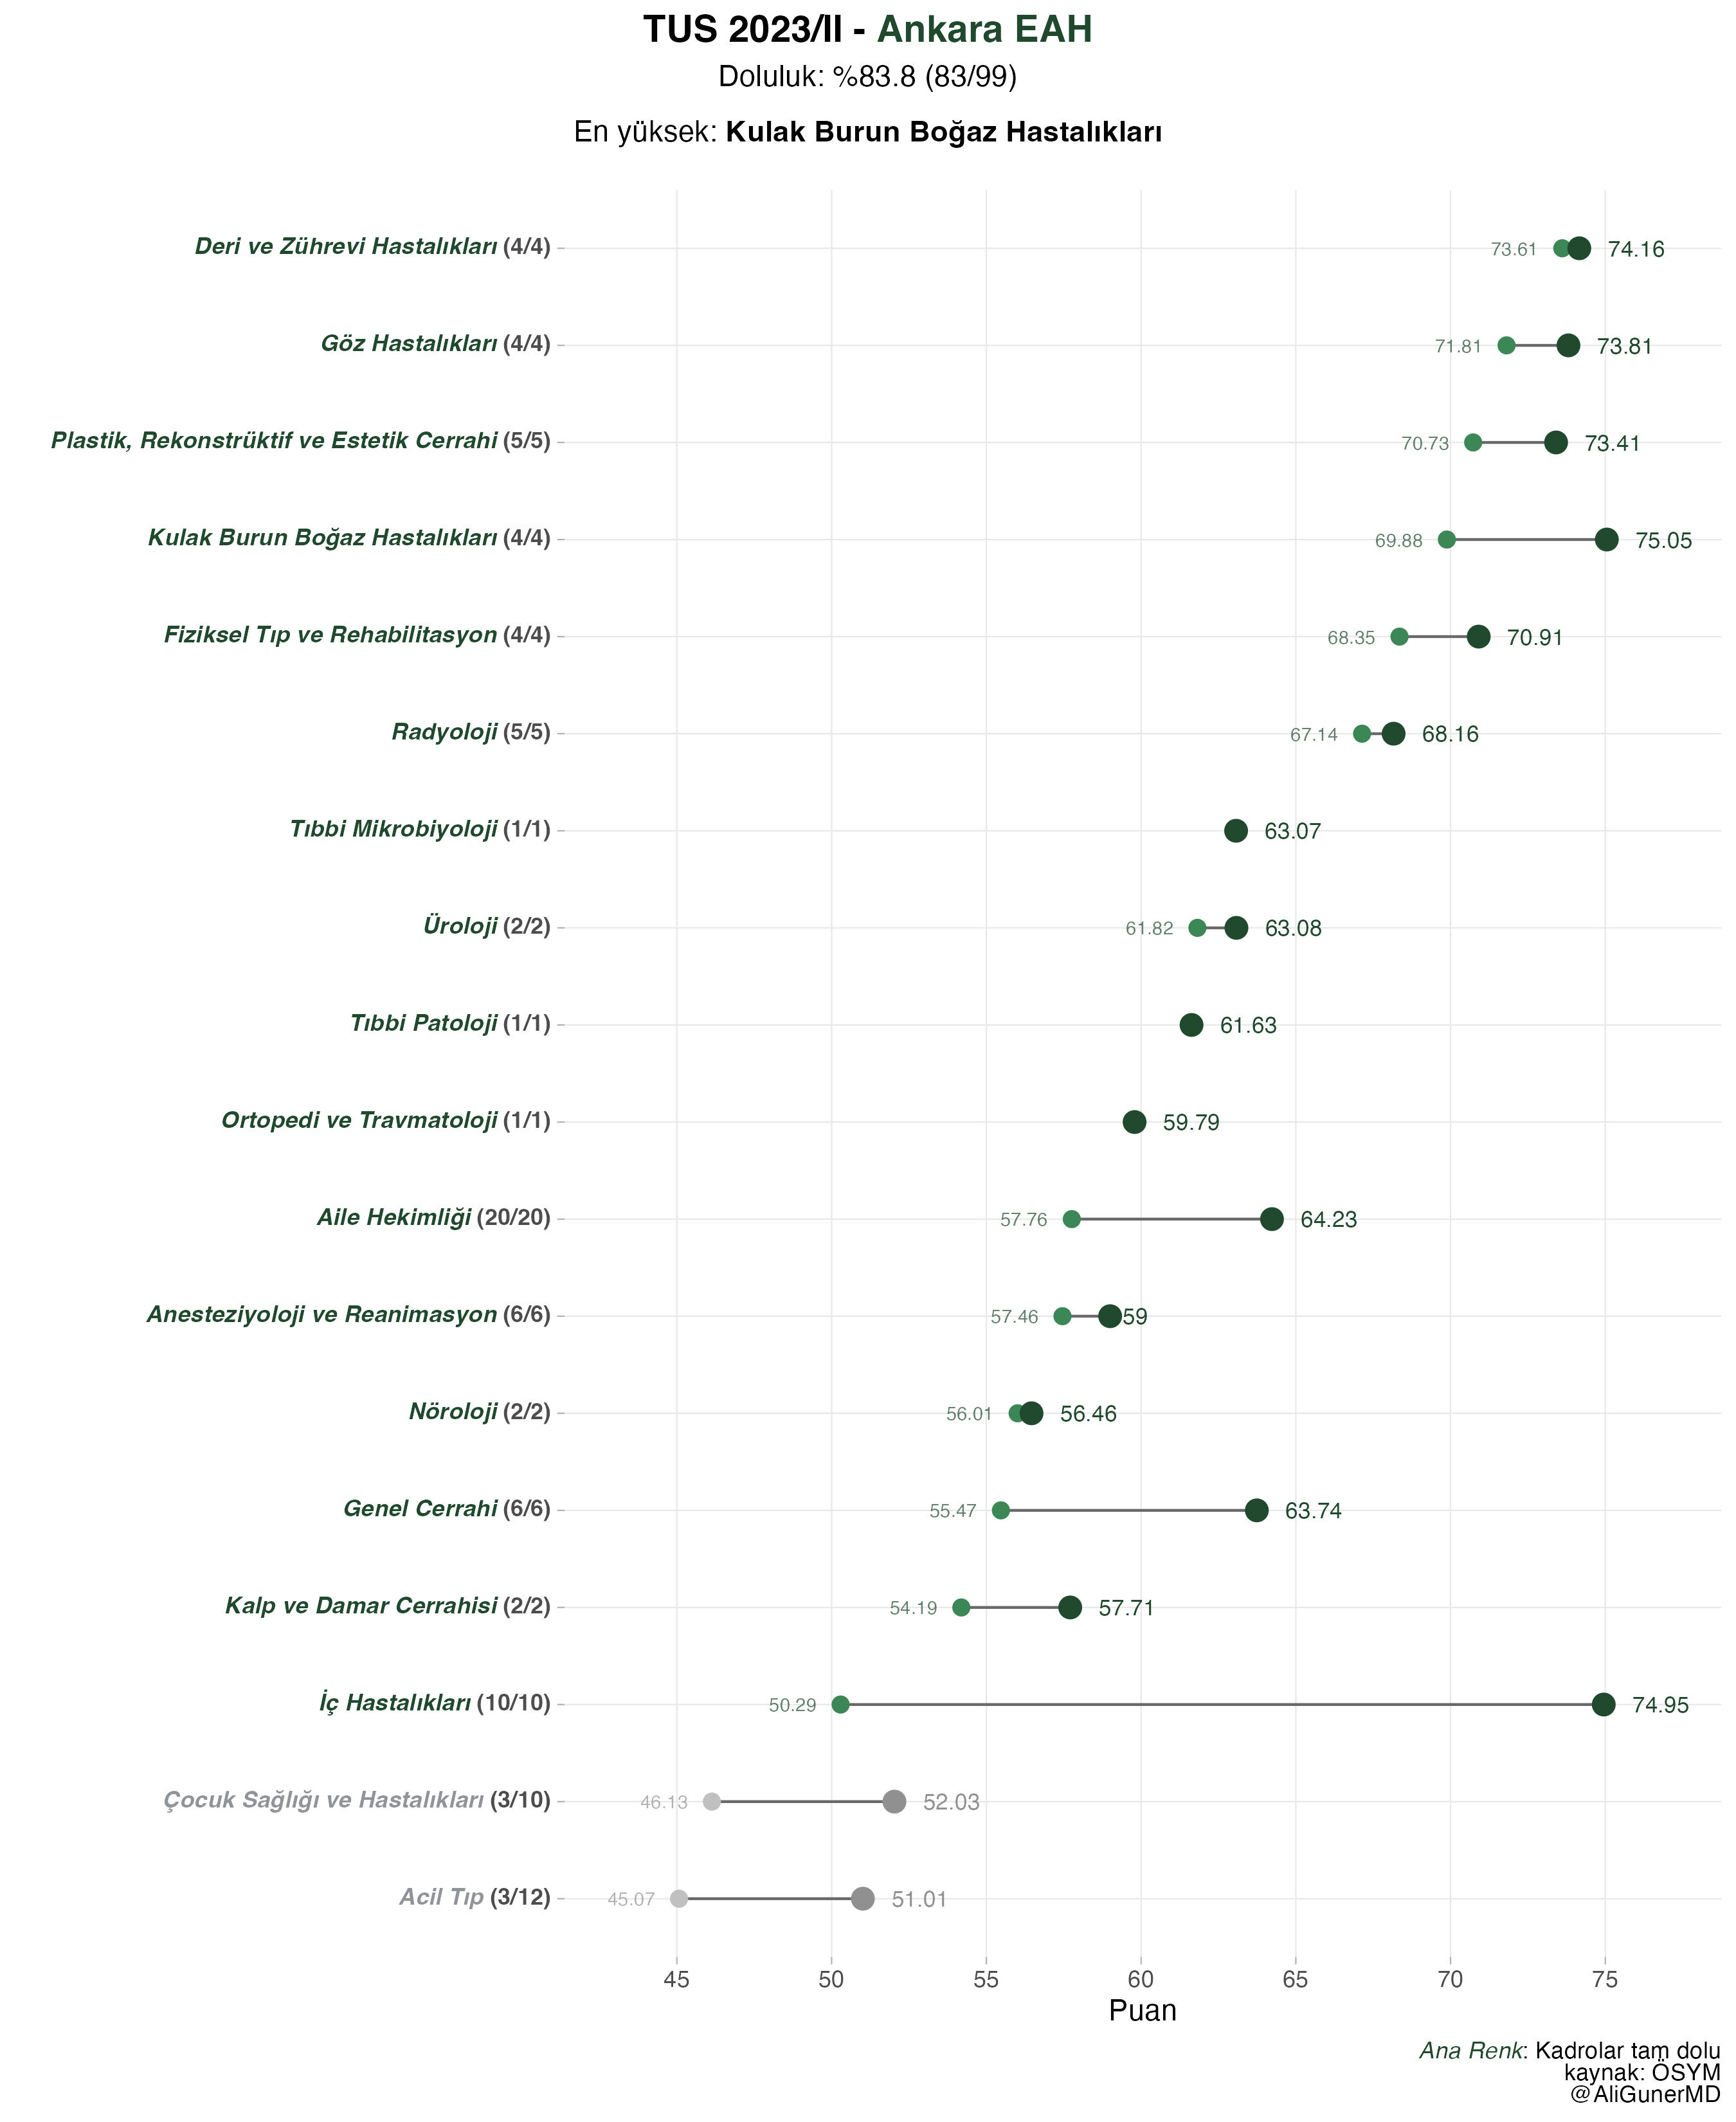 TUS 2023/II - Ankara EAH
Doluluk: %83.8 (83/99)
En yüksek: Kulak Burun Boğaz Hastalıkları
Deri ve Zührevi Hastalıkları (4/4) 73.61 74.16
Göz Hastalıkları (4/4) 71.81 73.81
Plastik, Rekonstrüktif ve Estetik Cerrahi (5/5) 70.73 73.41
Kulak Burun Boğaz Hastalıkları (4/4) 69.88 75.05
Fiziksel Tıp ve Rehabilitasyon (4/4) 68.35 70.91
Radyoloji (5/5) 67.14 68.16
Tıbbi Mikrobiyoloji (1/1) 63.07
Üroloji (2/2) 61.82 63.08
Tıbbi Patoloji (1/1) 61.63
Ortopedi ve Travmatoloji (1/1) 59.79
Aile Hekimliği (20/20) 57.76 64.23
Anesteziyoloji ve Reanimasyon (6/6) 57.46 59
Nöroloji (2/2) 56.01 56.46
Genel Cerrahi (6/6) 55.47 63.74
Kalp ve Damar Cerrahisi (2/2) 54.19 57.71
İç Hastalıkları (10/10) 50.29 74.95
Çocuk Sağlığı ve Hastalıkları (3/10) 46.13 52.03
Acil Tıp (3/12) 45.07 51.01
45 50 55 60 65 70 75
Puan
Ana Renk: Kadrolar tam dolu
kaynak: ÖSYM
@AliGunerMD